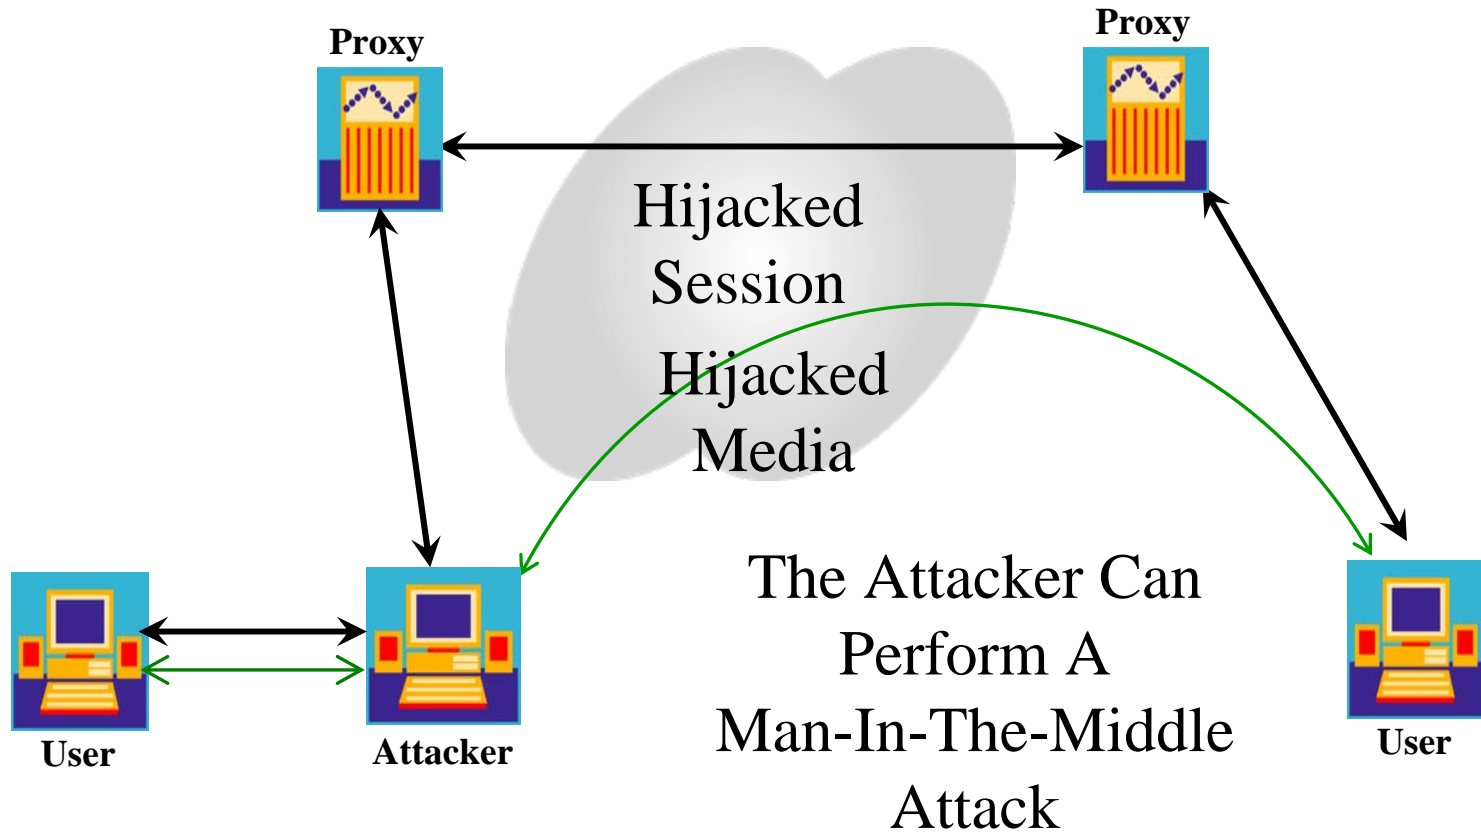 Proxy
Proxy
Hijacked
Session
Hijacked
Media
The Attacker Can
Perform A
Man-In-The-Middle
Attack
User
Attacker
User